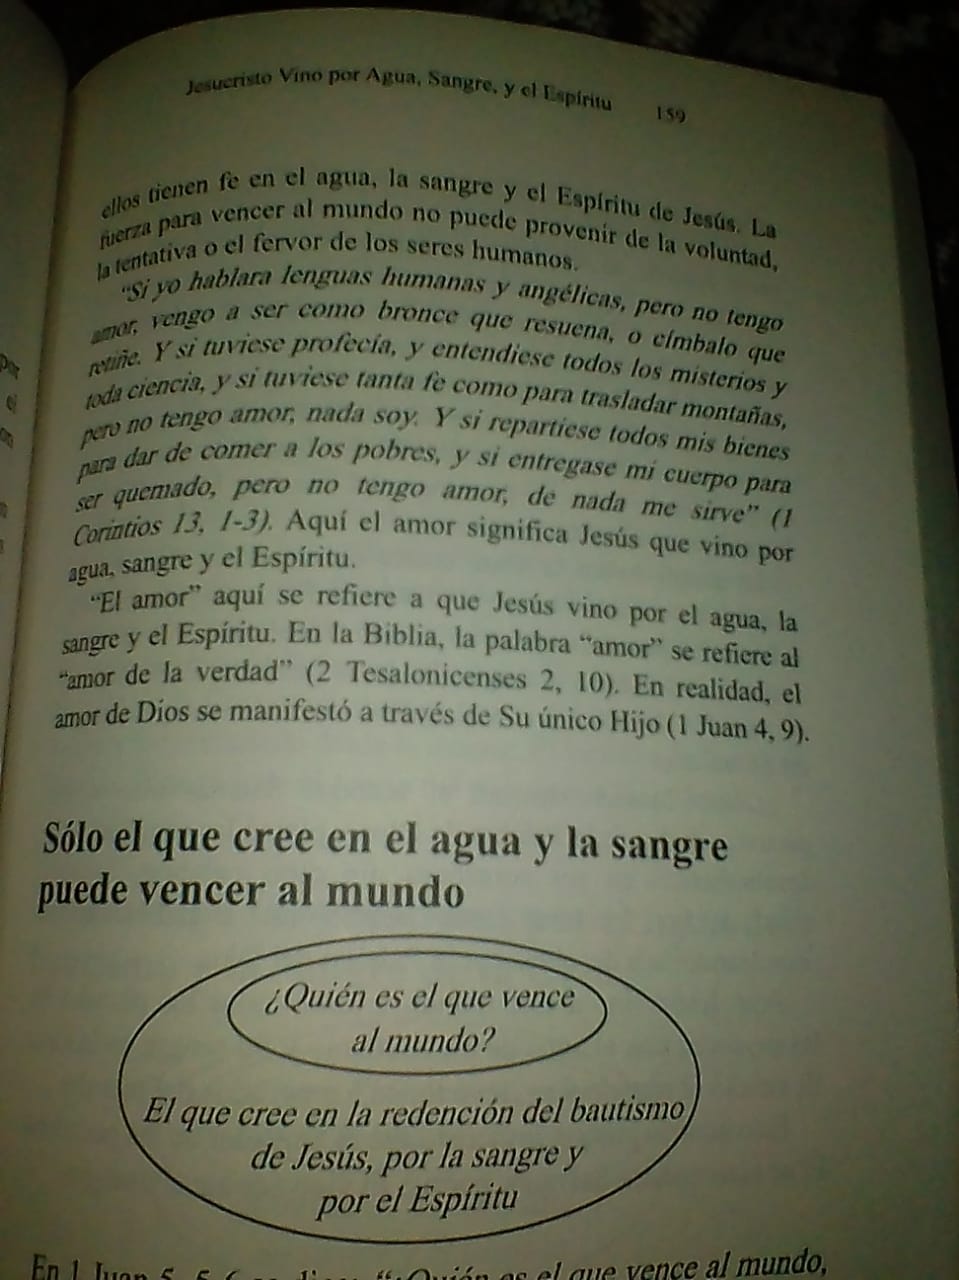 Jesucristo Vino por Agua, Sangre, y el Espíritu 159
ellos tienen fe en el agua, la sangre y el Espíritu de Jesús. La
fuerza para vencer al mundo no puede provenir de la voluntad,
la tentativa o el fervor de los seres humanos.
“Si yo hablara lenguas humanas y angélicas, pero no tengo
amor, vengo a ser como bronce que resuena, o címbalo que
retiñe. Y si tuviese profecía, y entendiese todos los misterios y
toda ciencia, y si tuviese tanta fe como para trasladar montañas,
pero no tengo amor, nada soy. Y si repartiese todos mis bienes
para dar de comer a los pobres, y si entregase mi cuerpo para
ser quemado, pero no tengo amor, de nada me sirve” (1
Corintios 13, 1-3). Aquí el amor significa Jesús que vino por
agua, sangre y el Espíritu.
“El amor” aquí se refiere a que Jesús vino por el agua, la
sangre y el Espíritu. En la Biblia, la palabra “amor” se refiere al
“amor de la verdad” (2 Tesalonicenses 2, 10). En realidad, el
amor de Dios se manifestó a través de Su único Hijo (1 Juan 4, 9).
Sólo el que cree en el agua y la sangre
puede vencer al mundo
¿Quién es el que vence
al mundo?
El que cree en la redención del bautismo
de Jesús, por la sangre y
por el Espíritu
En 1 Juan 5, 5-6 se dice: “¿Quién es el que vence al mundo,